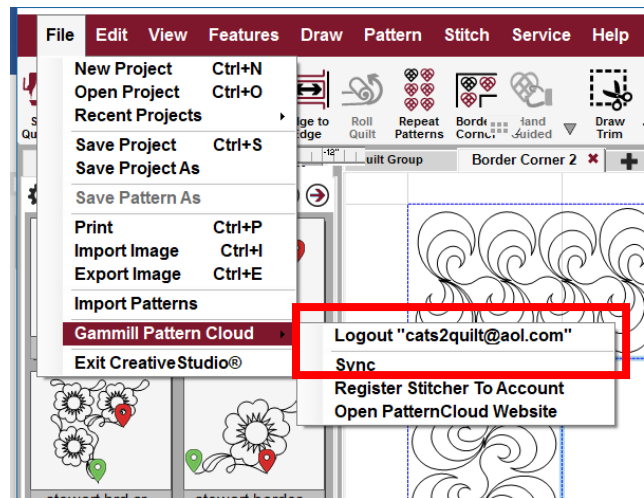 File Edit View Features Draw Pattern Stitch Service Help
New Project Ctrl+N
Open Project Ctrl+O
Recent Projects
Save Project Ctrl+S
Save Project As
Save Pattern As
Print Ctrl+P
Import Image Ctrl+I
Export Image Ctrl+E
Import Patterns
Gammill Pattern Cloud
Exit CreativeStudio®
Edge
Roll
Quilt
Repeat
Patterns
Guided
Draw
Trim
-12"
Group
Border Corner 2
Logout "cats2quilt@aol.com"
Sync
Register Stitcher To Account
Open PatternCloud Website